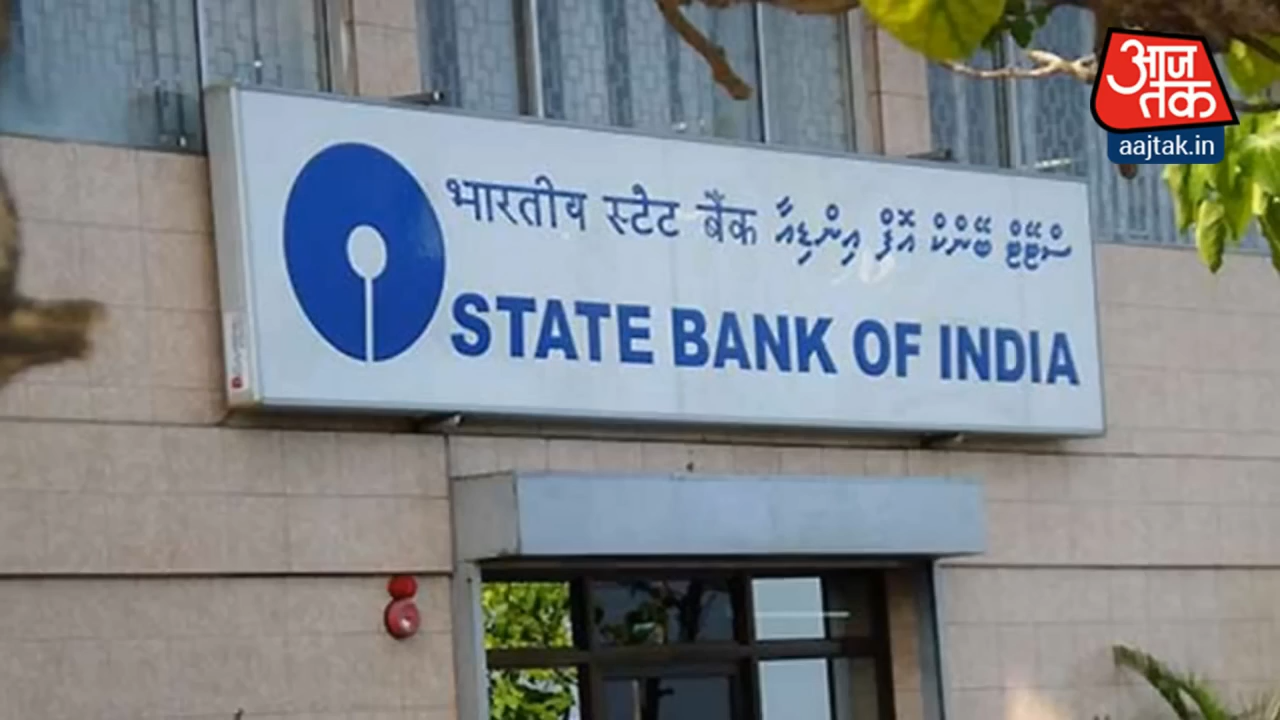 आज
तक
aajtak.in
भारतीय स्टेट बैंक ސްޓޭޓް ބޭންކް އޮފް އިންޑިއާ
STATE BANK OF INDIA